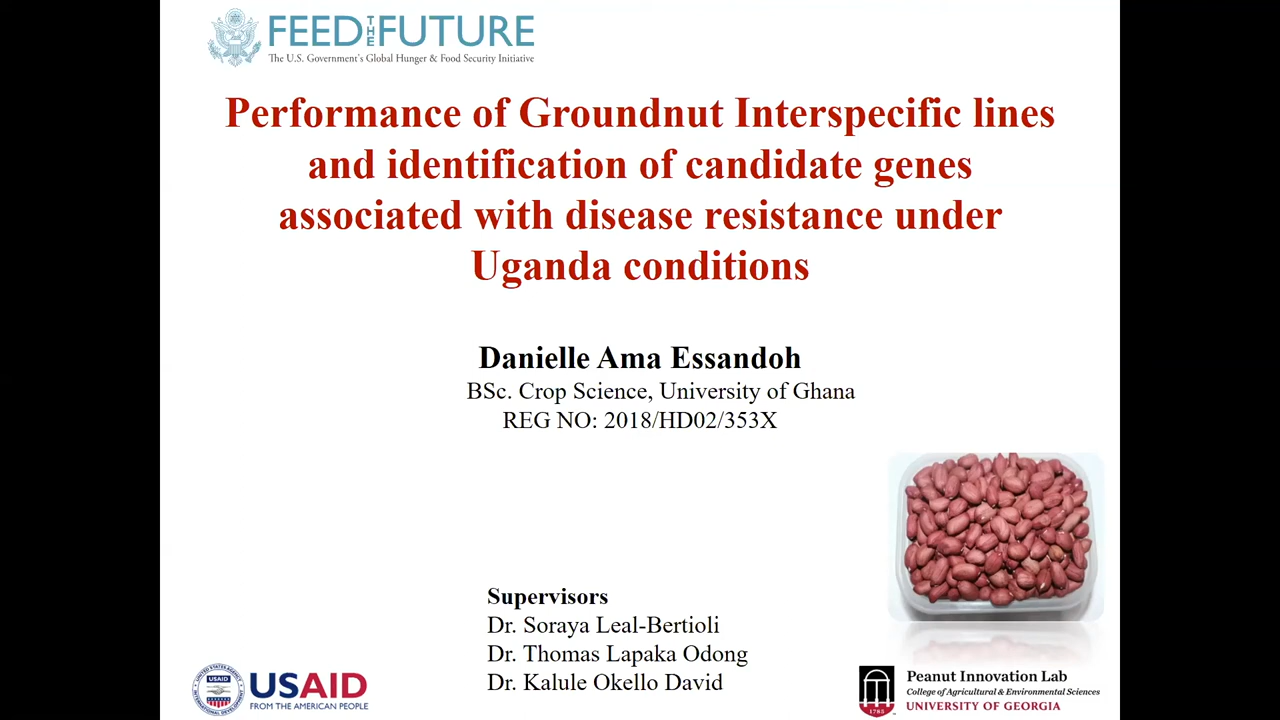 FEED THE FUTURE
The U.S. Government's Global Hunger & Food Security Initiative
Performance of Groundnut Interspecific lines
and identification of candidate genes
associated with disease resistance under
Uganda conditions
Danielle Ama Essandoh
BSc. Crop Science, University of Ghana
REG NO: 2018/HD02/353X
Supervisors
Dr. Soraya Leal-Bertioli
Dr. Thomas Lapaka Odong
Dr. Kalule Okello David
USAID
FROM THE AMERICAN PEOPLE
Peanut Innovation Lab
College of Agricultural & Environmental Sciences
UNIVERSITY OF GEORGIA
1785